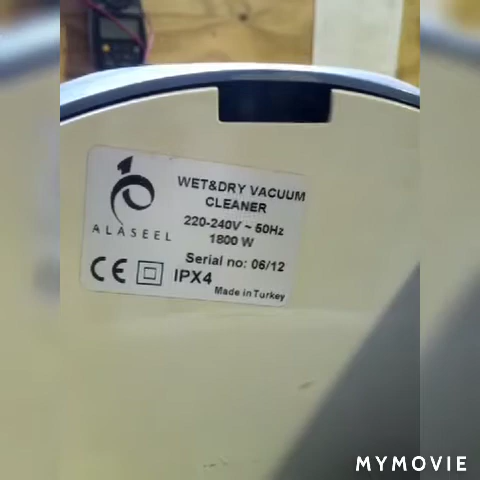 ALASEEL
WET&DRY VACUUM
CLEANER
220-240V ~ 50Hz
1800 W
Serial no: 06/12
CE IPX4
Made in Turkey
MYMOVIE